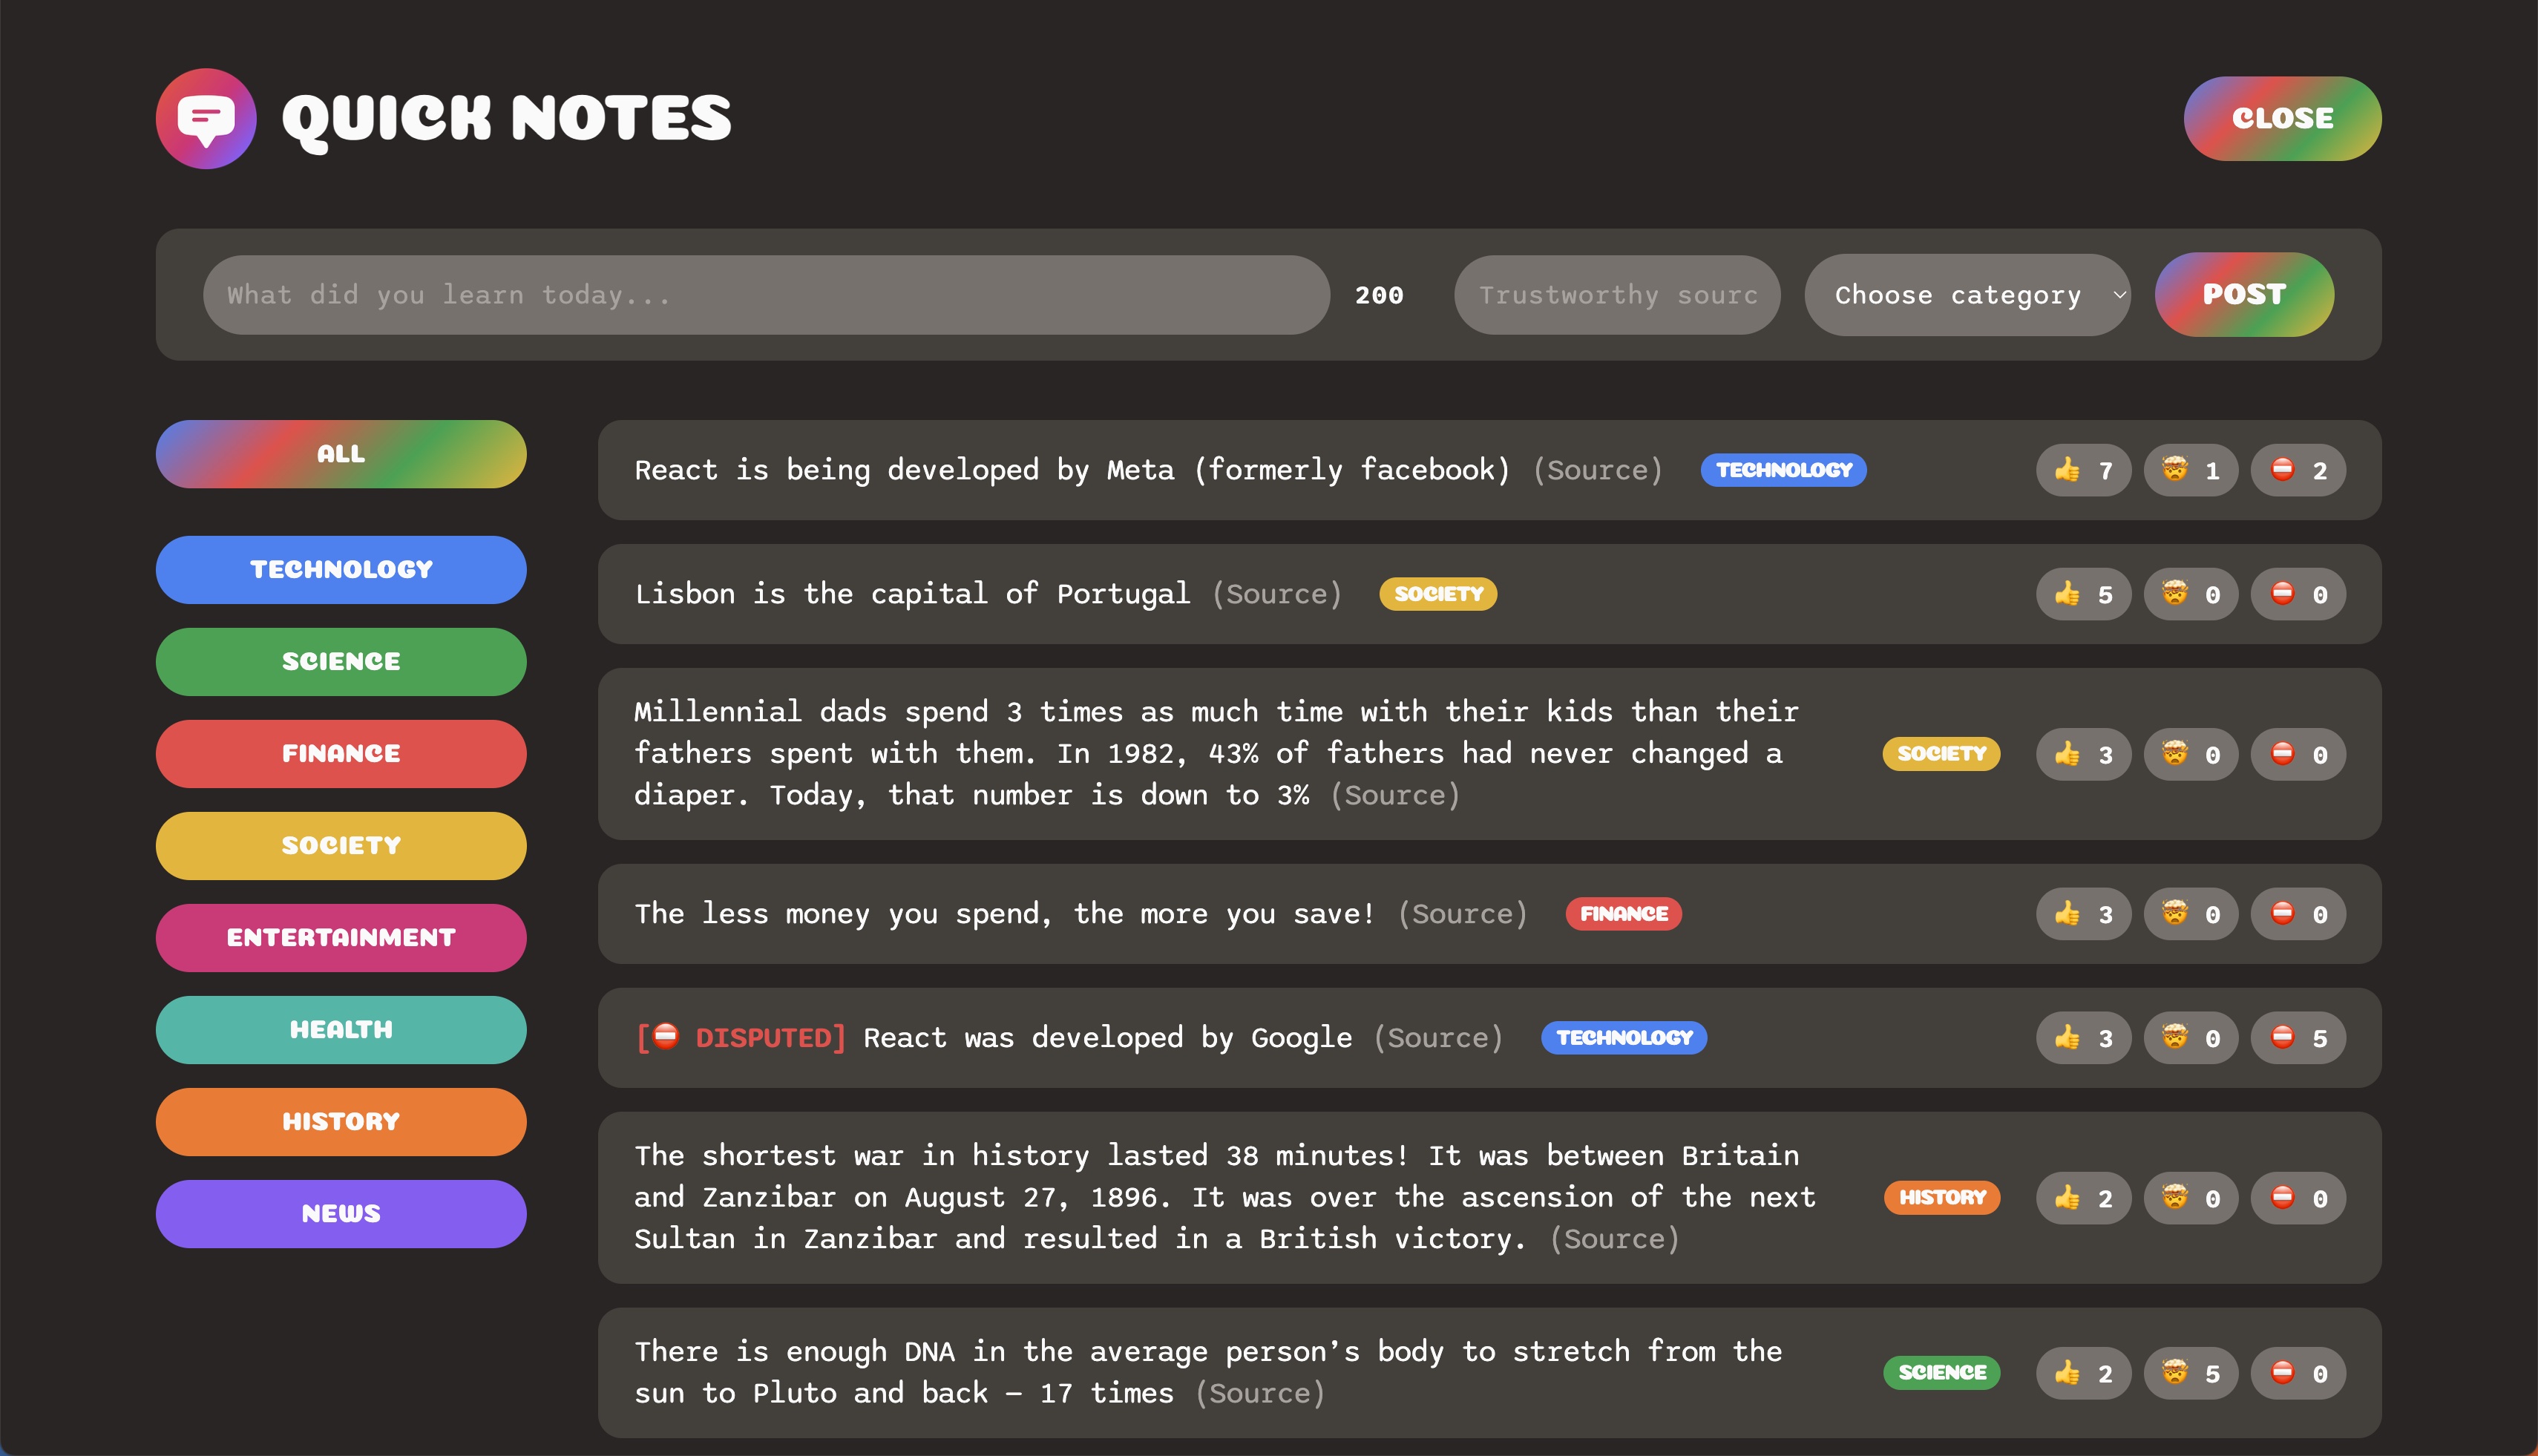 QUICK NOTES
CLOSE
What did you learn today...
200
Trustworthy sourc
Choose category
POST
ALL
TECHNOLOGY
SCIENCE
FINANCE
SOCIETY
ENTERTAINMENT
HEALTH
HISTORY
NEWS
React is being developed by Meta (formerly facebook) (Source) TECHNOLOGY 👍 7 🤯 1 ⛔ 2
Lisbon is the capital of Portugal (Source) SOCIETY 👍 5 🤯 0 ⛔ 0
Millennial dads spend 3 times as much time with their kids than their
fathers spent with them. In 1982, 43% of fathers had never changed a
diaper. Today, that number is down to 3% (Source)
SOCIETY 👍 3 🤯 0 ⛔ 0
The less money you spend, the more you save! (Source) FINANCE 👍 3 🤯 0 ⛔ 0
[⛔ DISPUTED] React was developed by Google (Source) TECHNOLOGY 👍 3 🤯 0 ⛔ 5
The shortest war in history lasted 38 minutes! It was between Britain
and Zanzibar on August 27, 1896. It was over the ascension of the next
Sultan in Zanzibar and resulted in a British victory. (Source)
HISTORY 👍 2 🤯 0 ⛔ 0
There is enough DNA in the average person’s body to stretch from the
sun to Pluto and back — 17 times (Source)
SCIENCE 👍 2 🤯 5 ⛔ 0